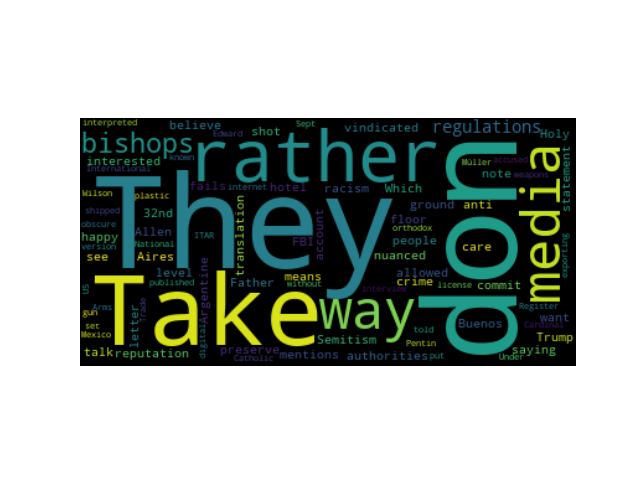 interpreted
believe
Edward
shot
Sept
vindicated
regulations
Holy
bishops
rather
don
media
statement
interested
known
International
They
fails
internet
hotel
racism
Which
Müller
accused
note
weapons
Wilson
plastic
shipped
32nd
translation
account
ground
anti
obscure
Allen
ITAR
FBI
floor
orthodox
people
care
happy
version
National
nuanced
see
Aires
level
Father
means
allowed
exporting
US
published
without
crime
license
commit
Arms
Trade
Argentine
Take
way
interview
Register
gun
letter
set
Buenos
Cardinal
want
Mexico
digital
Semitism
told
Pentin
Trump
talk
reputation
preserve
Catholic
mentions
authorities
put
Under
saying